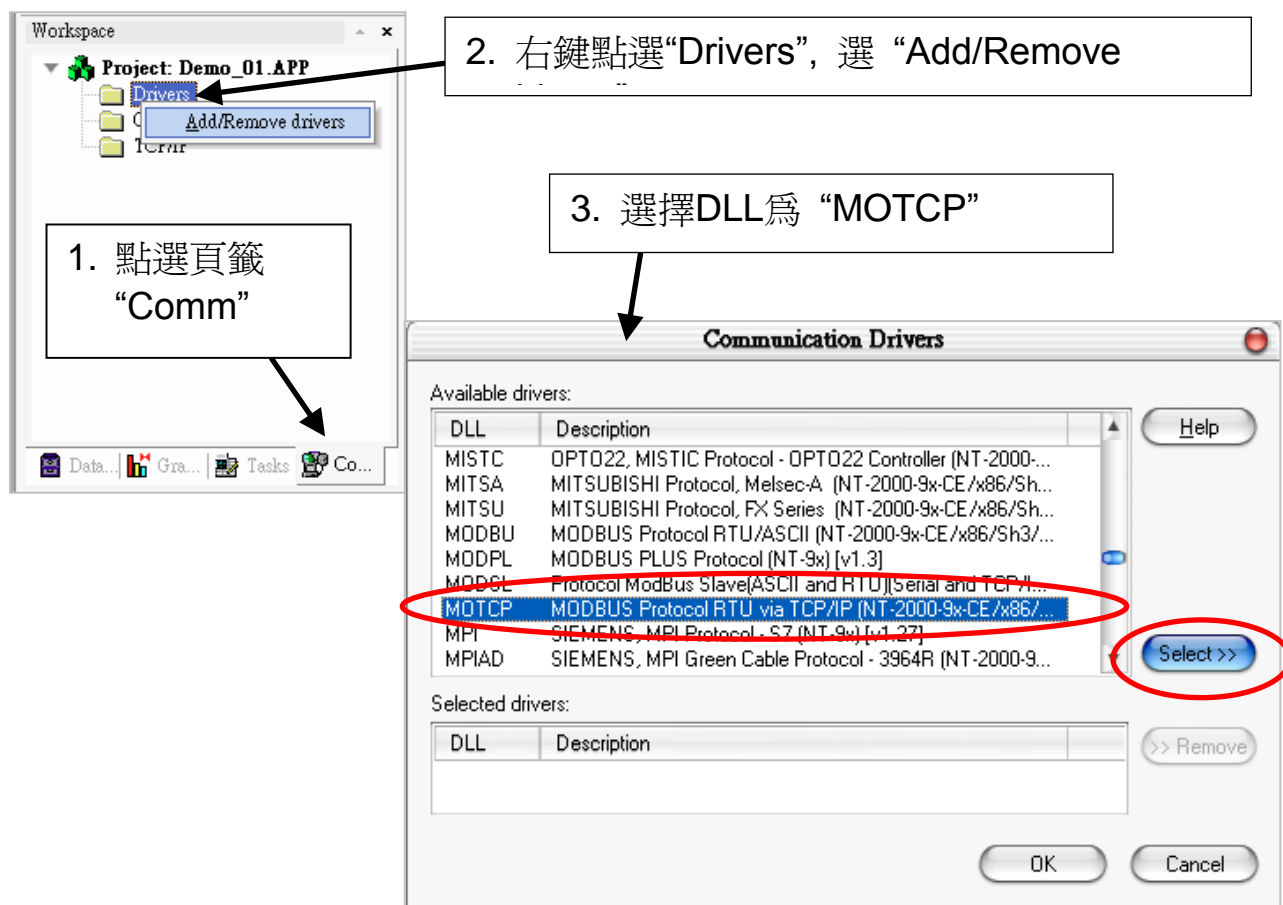 Workspace
Project: Demo_01.APP
Drivers
Add/Remove drivers
TCP/IP
Data... Gra... Tasks Co...
2. 右鍵點選“Drivers”, 選 “Add/Remove
3. 選擇DLL爲 “MOTCP”
1. 點選頁籤
“Comm”
Communication Drivers
Available drivers:
DLL Description
MISTC OPTO22, MISTIC Protocol - OPTO22 Controller (NT-2000-...
MITSA MITSUBISHI Protocol, Melsec-A (NT-2000-9x-CE/x86/Sh...
MITSU MITSUBISHI Protocol, FX Series (NT-2000-9x-CE/x86/Sh...
MODBU MODBUS Protocol RTU/ASCII (NT-2000-9x-CE/x86/Sh3/...
MODPL MODBUS PLUS Protocol (NT-9x) [v1.3]
MODSL Protocol ModBus Slave(ASCII and RTU)(Serial and TCP/I...
MOTCP MODBUS Protocol RTU via TCP/IP (NT-2000-9x-CE/x86/...
MPI SIEMENS, MPI Protocol - S7 (NT-9x) [v1.27]
MPIAD SIEMENS, MPI Green Cable Protocol - 3964R (NT-2000-9...
Help
Select >>
Selected drivers:
DLL Description
>> Remove
OK Cancel